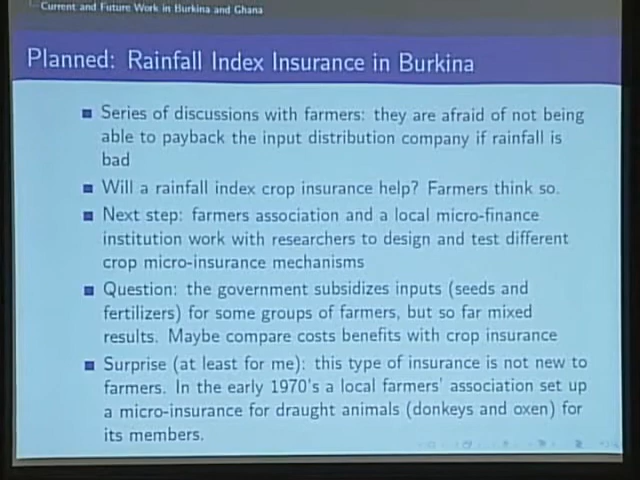 Current and Future Work in Burkina and Ghana
Planned: Rainfall Index Insurance in Burkina
Series of discussions with farmers: they are afraid of not being
able to payback the input distribution company if rainfall is
bad
Will a rainfall index crop insurance help? Farmers think so.
Next step: farmers association and a local micro-finance
institution work with researchers to design and test different
crop micro-insurance mechanisms
Question: the government subsidizes inputs (seeds and
fertilizers) for some groups of farmers, but so far mixed
results. Maybe compare costs benefits with crop insurance
Surprise (at least for me): this type of insurance is not new to
farmers. In the early 1970's a local farmers' association set up
a micro-insurance for draught animals (donkeys and oxen) for
its members.